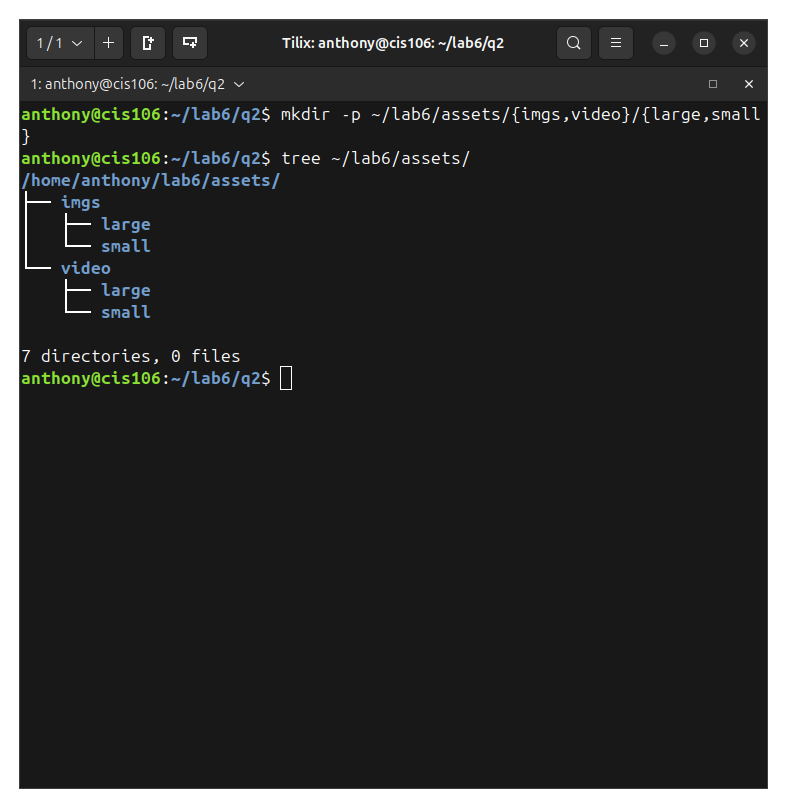 1 / 1
Tilix: anthony@cis106: ~/lab6/q2
1: anthony@cis106: ~/lab6/q2
anthony@cis106:~/lab6/q2$ mkdir -p ~/lab6/assets/{imgs,video}/{large,small
}
anthony@cis106:~/lab6/q2$ tree ~/lab6/assets/
/home/anthony/lab6/assets/
├── imgs
│   ├── large
│   └── small
└── video
    ├── large
    └── small
7 directories, 0 files
anthony@cis106:~/lab6/q2$